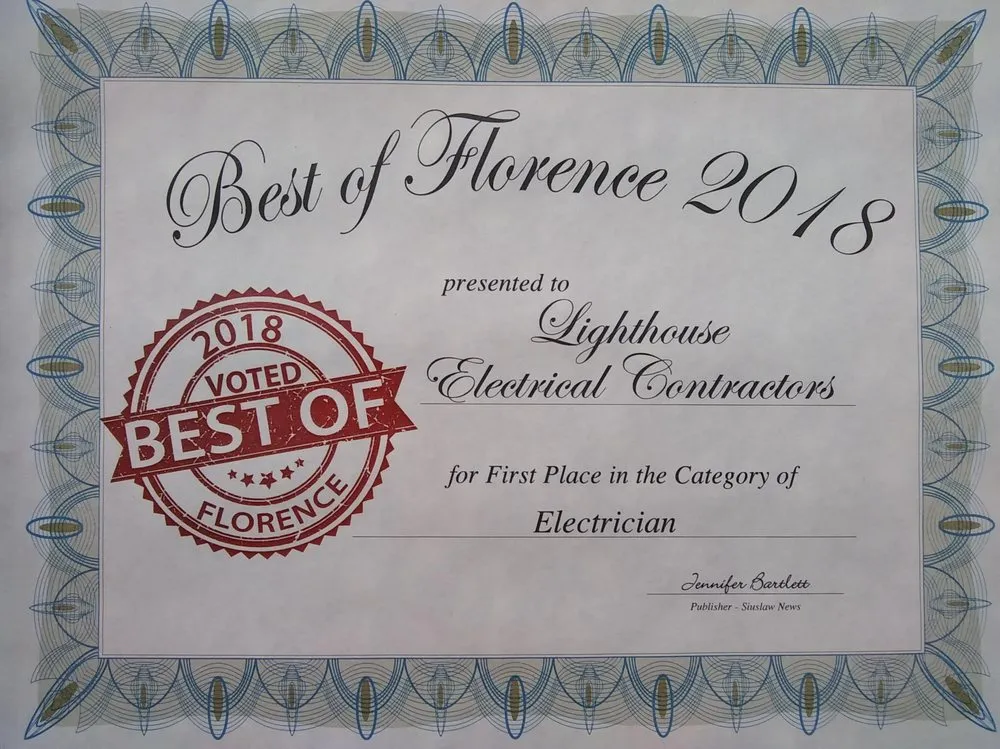 Best of Florence 2018
presented to
Lighthouse
Electrical Contractors
2018
VOTED
BEST OF
FLORENCE
for First Place in the Category of
Electrician
Jennifer Bartlett
Publisher - Siuslaw News